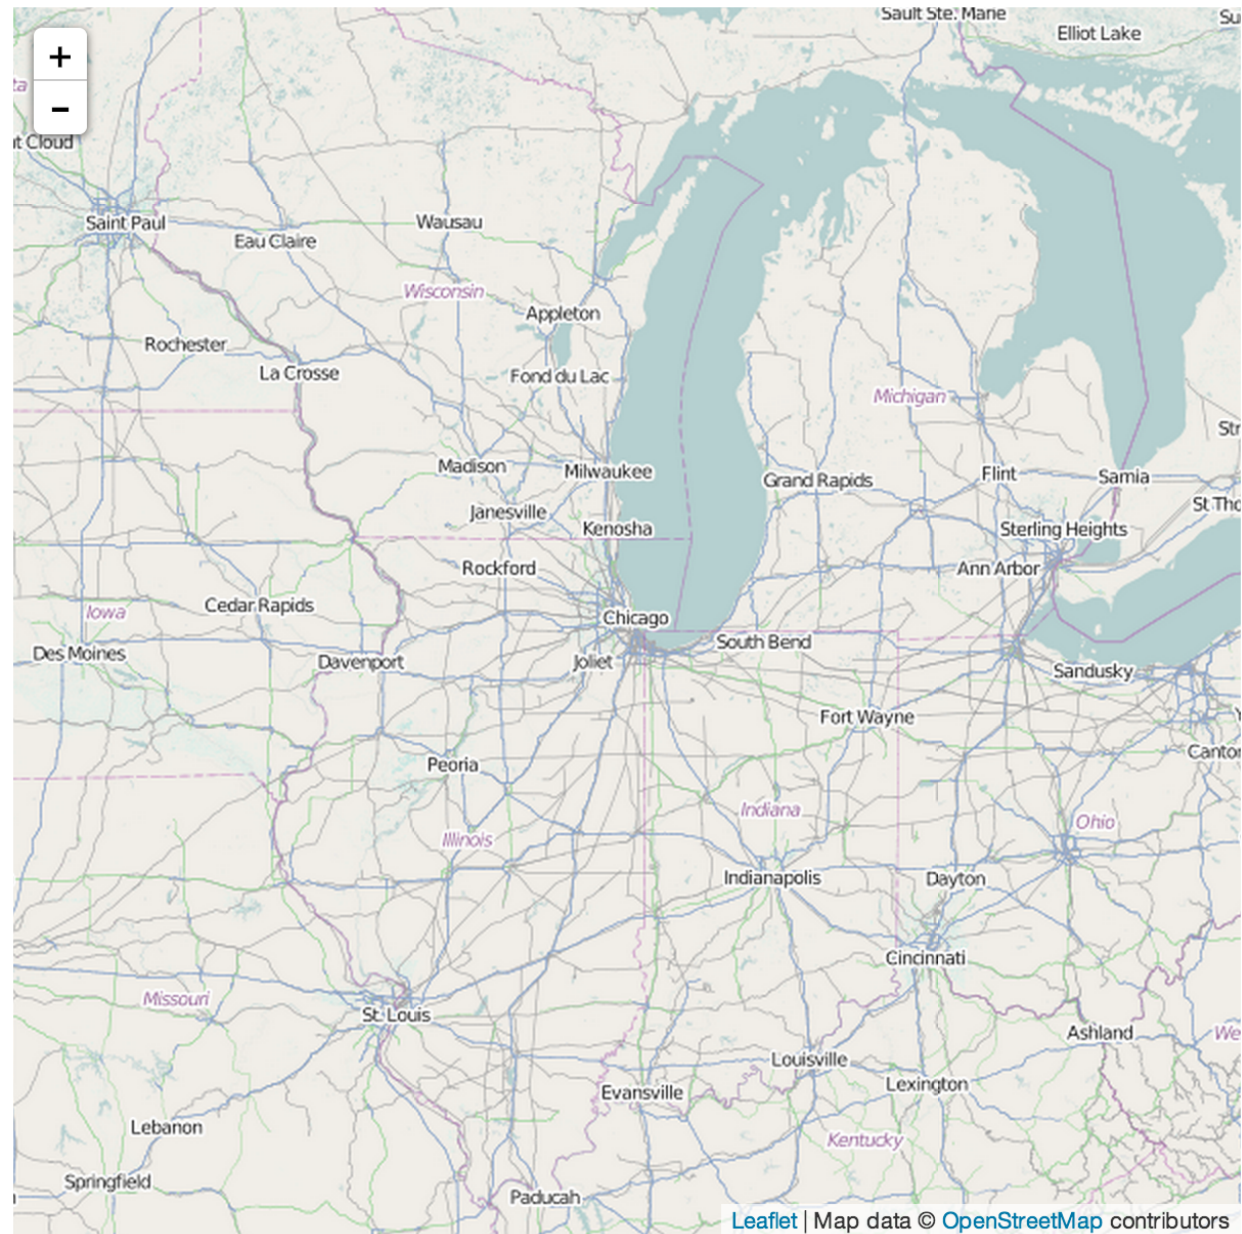 Sault Ste. Marie
Elliot Lake
+
-
Saint Paul
Eau Claire
Wausau
Wisconsin
Appleton
Rochester
La Crosse
Fond du Lac
Michigan
Madison
Milwaukee
Grand Rapids
Flint
Sarnia
Janesville
Kenosha
Sterling Heights
Rockford
Ann Arbor
Iowa
Cedar Rapids
Chicago
Des Moines
Davenport
Joliet
South Bend
Sandusky
Fort Wayne
Peoria
Indiana
Illinois
Ohio
Indianapolis
Dayton
Cincinnati
Missouri
St. Louis
Ashland
Louisville
Evansville
Lexington
Lebanon
Kentucky
Springfield
Paducah
Leaflet | Map data © OpenStreetMap contributors